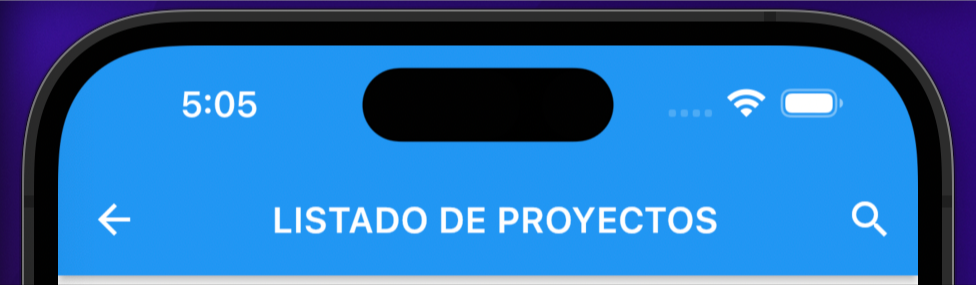 5:05
LISTADO DE PROYECTOS